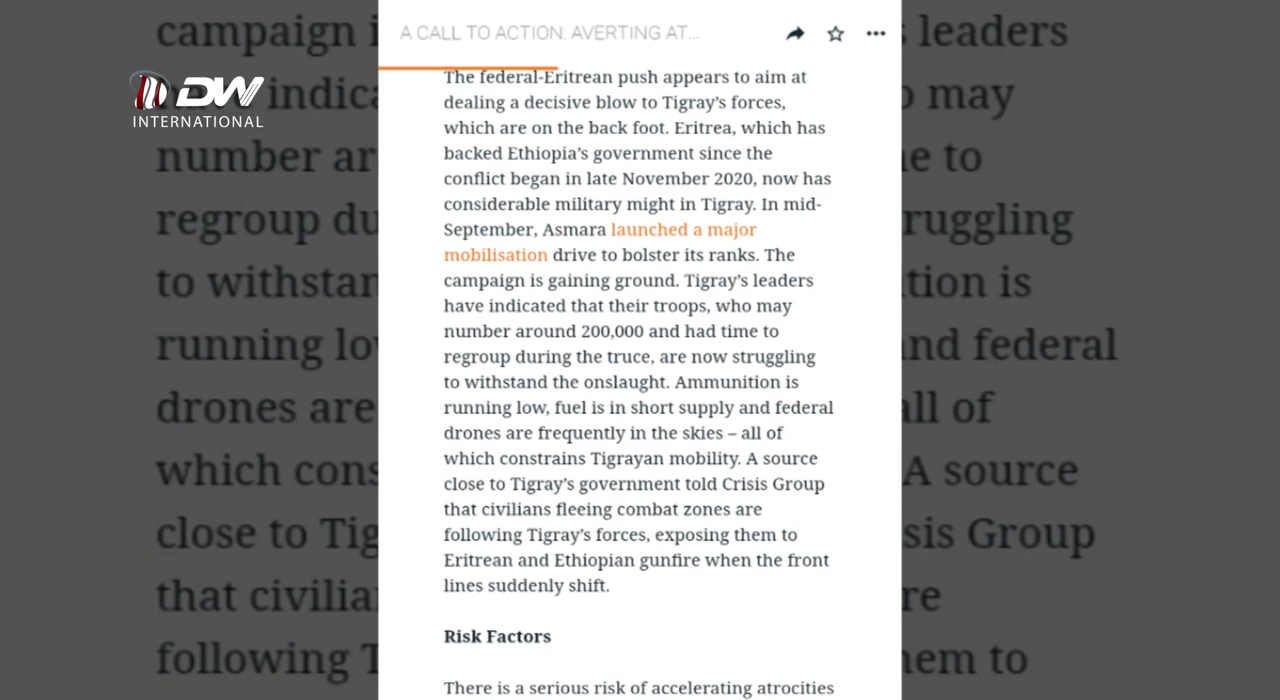 A CALL TO ACTION: AVERTING AT...
DW
INTERNATIONAL
The federal-Eritrean push appears to aim at
dealing a decisive blow to Tigray’s forces,
which are on the back foot. Eritrea, which has
backed Ethiopia’s government since the
conflict began in late November 2020, now has
considerable military might in Tigray. In mid-
September, Asmara launched a major
mobilisation drive to bolster its ranks. The
campaign is gaining ground. Tigray’s leaders
have indicated that their troops, who may
number around 200,000 and had time to
regroup during the truce, are now struggling
to withstand the onslaught. Ammunition is
running low, fuel is in short supply and federal
drones are frequently in the skies – all of
which constrains Tigrayan mobility. A source
close to Tigray’s government told Crisis Group
that civilians fleeing combat zones are
following Tigray’s forces, exposing them to
Eritrean and Ethiopian gunfire when the front
lines suddenly shift.
Risk Factors
There is a serious risk of accelerating atrocities